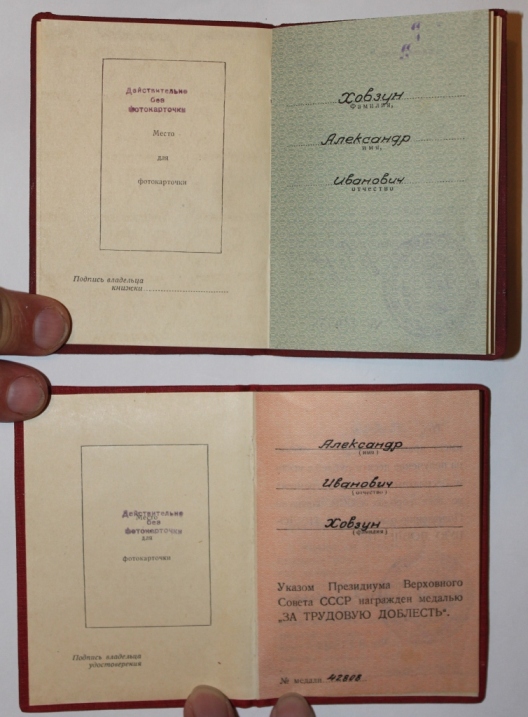 Действительно
без
фотокарточки
Место
для
фотокарточки
Подпись владельца
книжки
Ховзун
фамилия,
Александр
имя,
Иванович
отчество
Действительно
Место
без
фотокарточки
для
фотокарточки
Подпись владельца
удостоверения
Александр
(имя)
Иванович
(отчество)
Ховзун
(фамилия)
Указом Президиума Верховного
Совета СССР награжден медалью
„ЗА ТРУДОВУЮ ДОБЛЕСТЬ“.
№ медали 42808